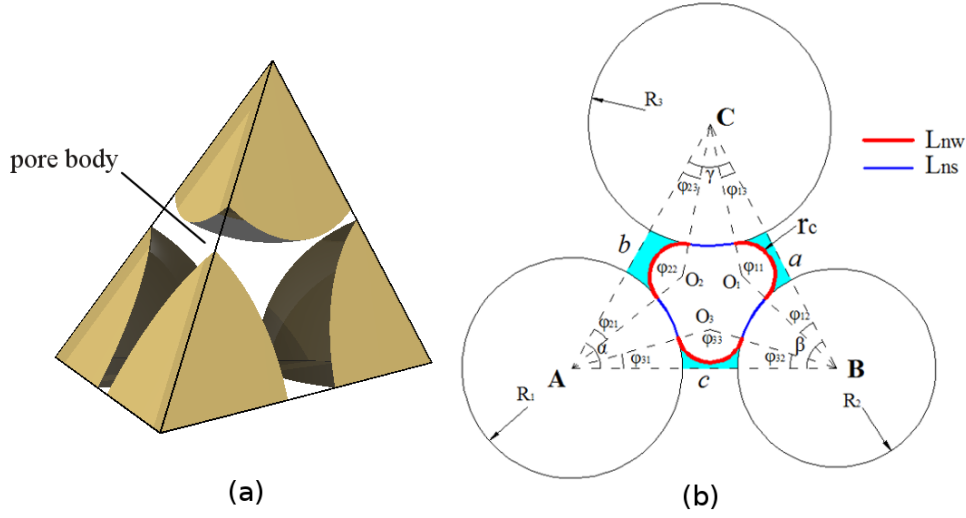 pore body
(a)
R₃
C
Lnw
Lns
γ
φ₂₃
φ₁₃
rc
b
a
φ₂₂
φ₁₁
O₂
O₁
φ₂₁
O₃
φ₁₂
φ₃₃
α
β
φ₃₁
φ₃₂
A
c
B
R₁
R₂
(b)